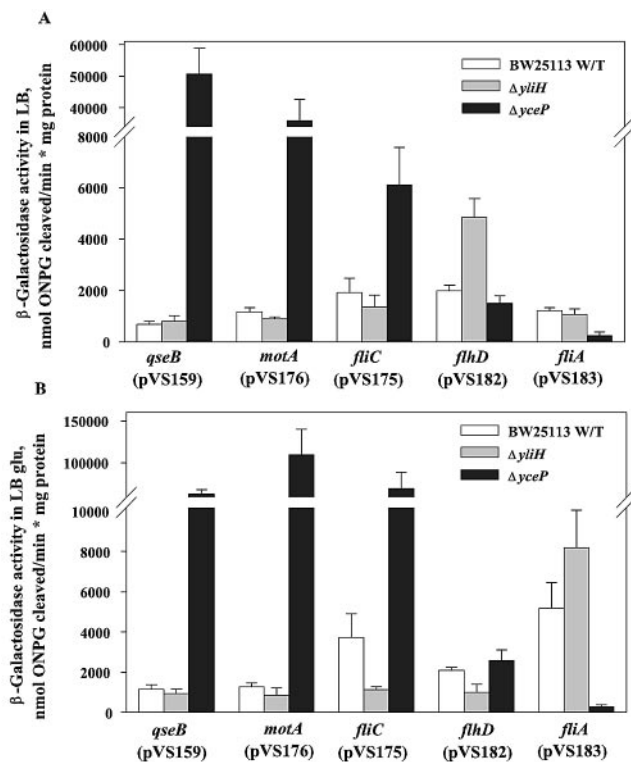 A
β-Galactosidase activity in LB,
nmol ONPG cleaved/min * mg protein
60000
50000
40000
8000
6000
4000
2000
0
BW25113 W/T
ΔyliH
ΔyceP
qseB motA fliC flhD fliA
(pVS159) (pVS176) (pVS175) (pVS182) (pVS183)
B
β-Galactosidase activity in LB glu,
nmol ONPG cleaved/min * mg protein
150000
100000
10000
8000
6000
4000
2000
0
BW25113 W/T
ΔyliH
ΔyceP
qseB motA fliC flhD fliA
(pVS159) (pVS176) (pVS175) (pVS182) (pVS183)